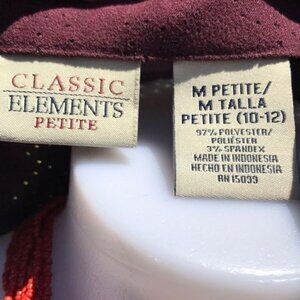 CLASSIC
ELEMENTS
PETITE
M PETITE/
M TALLA
PETITE (10-12)
97% POLYESTER/
POLIÉSTER
3% SPANDEX
MADE IN INDONESIA
HECHO EN INDONESIA
RN 15099